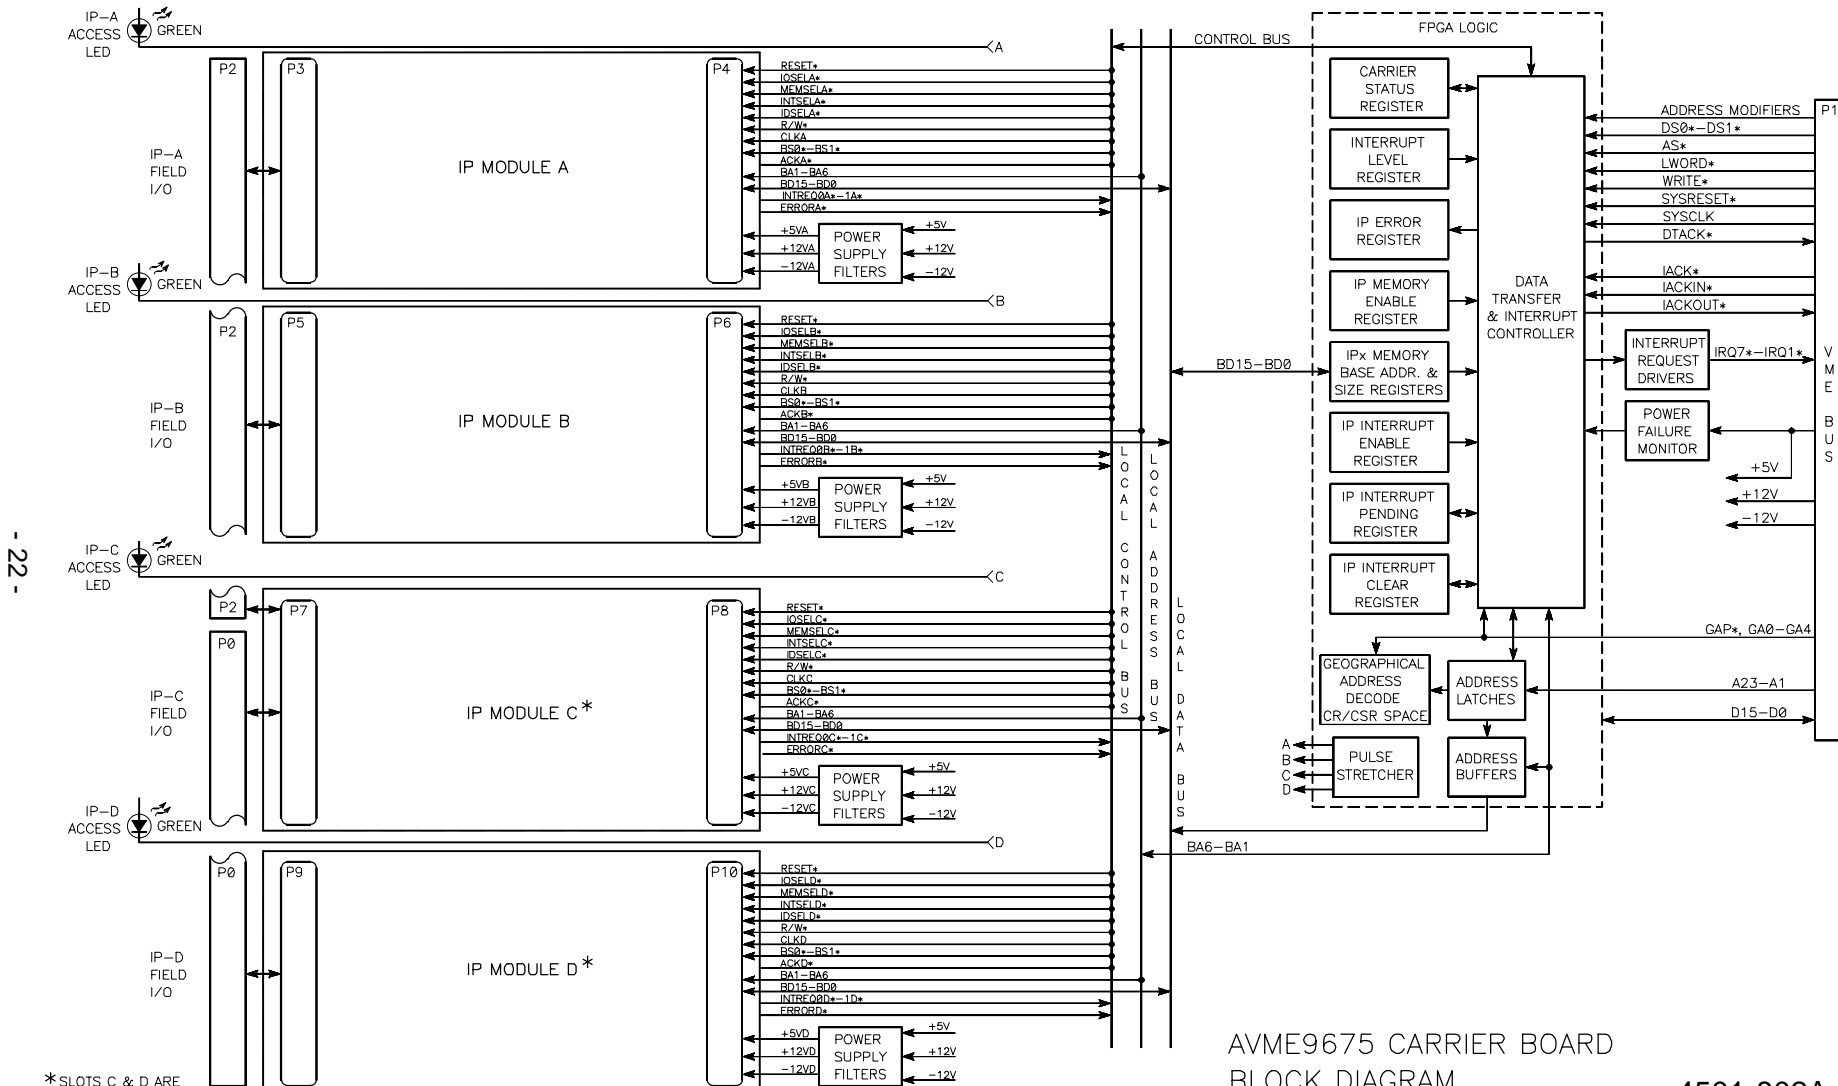 IP-A
ACCESS
LED
GREEN
A
P2
P3
P4
IP-A
FIELD
I/O
IP MODULE A
RESET*
IOSELA*
MEMSELA*
INTSELA*
IDSELA*
R/W*
CLKA
BS0*-BS1*
ACKA*
BA1-BA6
BD15-BD0
INTREQ0A*-1A*
ERRORA*
+5VA
+12VA
-12VA
POWER
SUPPLY
FILTERS
+5V
+12V
-12V
IP-B
ACCESS
LED
GREEN
B
P2
P5
P6
IP-B
FIELD
I/O
IP MODULE B
RESET*
IOSELB*
MEMSELB*
INTSELB*
IDSELB*
R/W*
CLKB
BS0*-BS1*
ACKB*
BA1-BA6
BD15-BD0
INTREQ0B*-1B*
ERRORB*
+5VB
+12VB
-12VB
POWER
SUPPLY
FILTERS
+5V
+12V
-12V
IP-C
ACCESS
LED
GREEN
C
P2
P0
P7
P8
IP-C
FIELD
I/O
IP MODULE C*
RESET*
IOSELC*
MEMSELC*
INTSELC*
IDSELC*
R/W*
CLKC
BS0*-BS1*
ACKC*
BA1-BA6
BD15-BD0
INTREQ0C*-1C*
ERRORC*
+5VC
+12VC
-12VC
POWER
SUPPLY
FILTERS
+5V
+12V
-12V
IP-D
ACCESS
LED
GREEN
D
P0
P9
P10
IP-D
FIELD
I/O
IP MODULE D*
RESET*
IOSELD*
MEMSELD*
INTSELD*
IDSELD*
R/W*
CLKD
BS0*-BS1*
ACKD*
BA1-BA6
BD15-BD0
INTREQ0D*-1D*
ERRORD*
+5VD
+12VD
-12VD
POWER
SUPPLY
FILTERS
+5V
+12V
-12V
*SLOTS C & D ARE
- 22 -
LOCAL CONTROL BUS
LOCAL ADDRESS BUS
LOCAL DATA BUS
CONTROL BUS
BD15-BD0
BA6-BA1
FPGA LOGIC
CARRIER
STATUS
REGISTER
INTERRUPT
LEVEL
REGISTER
IP ERROR
REGISTER
IP MEMORY
ENABLE
REGISTER
IPx MEMORY
BASE ADDR. &
SIZE REGISTERS
IP INTERRUPT
ENABLE
REGISTER
IP INTERRUPT
PENDING
REGISTER
IP INTERRUPT
CLEAR
REGISTER
DATA
TRANSFER
& INTERRUPT
CONTROLLER
GEOGRAPHICAL
ADDRESS
DECODE
CR/CSR SPACE
ADDRESS
LATCHES
A
B
C
D
PULSE
STRETCHER
ADDRESS
BUFFERS
ADDRESS MODIFIERS
DS0*-DS1*
AS*
LWORD*
WRITE*
SYSRESET*
SYSCLK
DTACK*
IACK*
IACKIN*
IACKOUT*
INTERRUPT
REQUEST
DRIVERS
IRQ7*-IRQ1*
POWER
FAILURE
MONITOR
+5V
+12V
-12V
GAP*, GA0-GA4
A23-A1
D15-D0
P1
VME BUS
AVME9675 CARRIER BOARD
BLOCK DIAGRAM